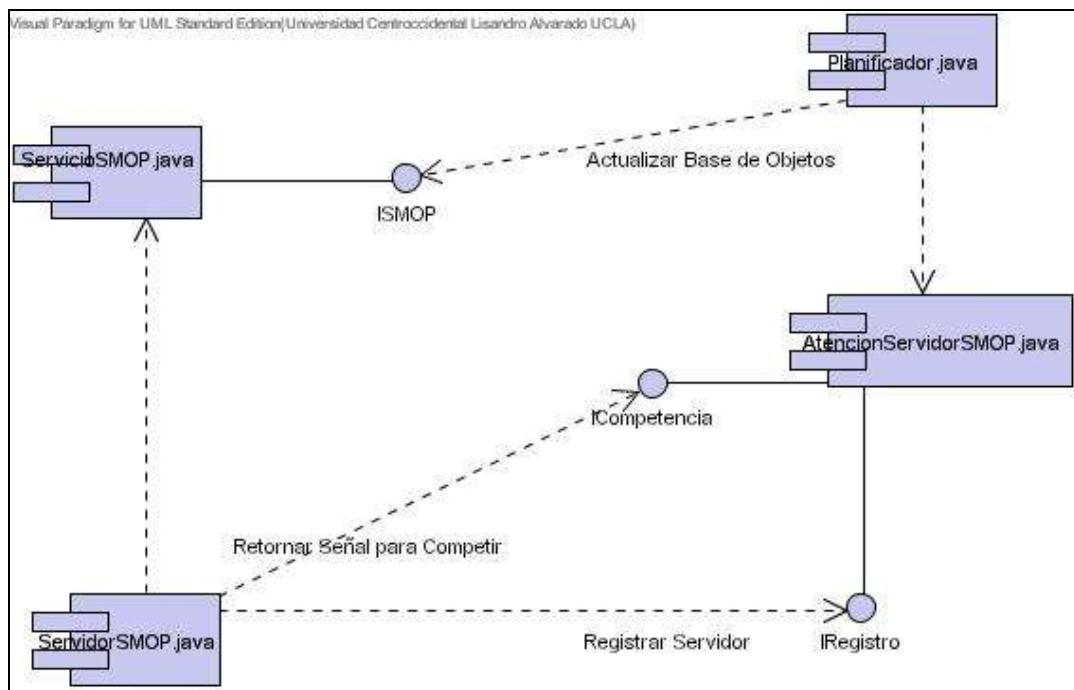 Visual Paradigm for UML Standard Edition(Universidad Centroccidental Lisandro Alvarado UCLA)
Planificador.java
ServicioSMOP.java
Actualizar Base de Objetos
ISMOP
AtencionServidorSMOP.java
ICompetencia
Retornar Señal para Competir
ServidorSMOP.java
Registrar Servidor
IRegistro